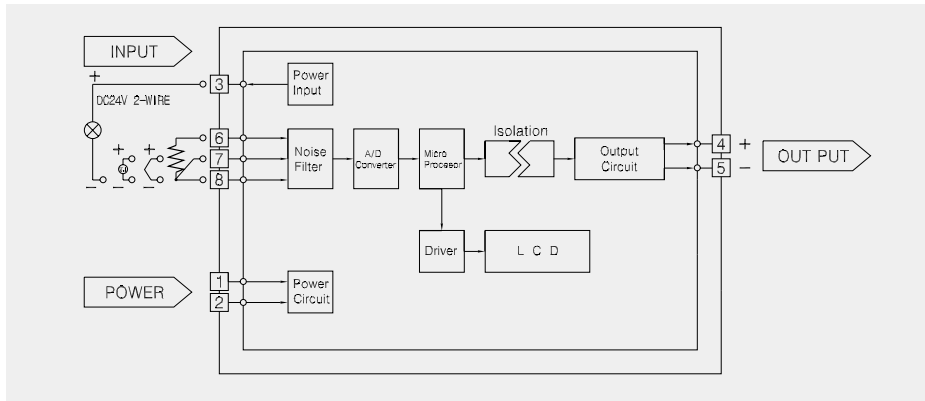 INPUT
+
DC24V 2-WIRE
3
Power
Input
6
7
8
+
+
−
−
−
Noise
Filter
A/D
Converter
Micro
Procesor
Isolation
Output
Circuit
4
+
5
−
OUT PUT
Driver
L C D
POWER
1
2
Power
Circuit